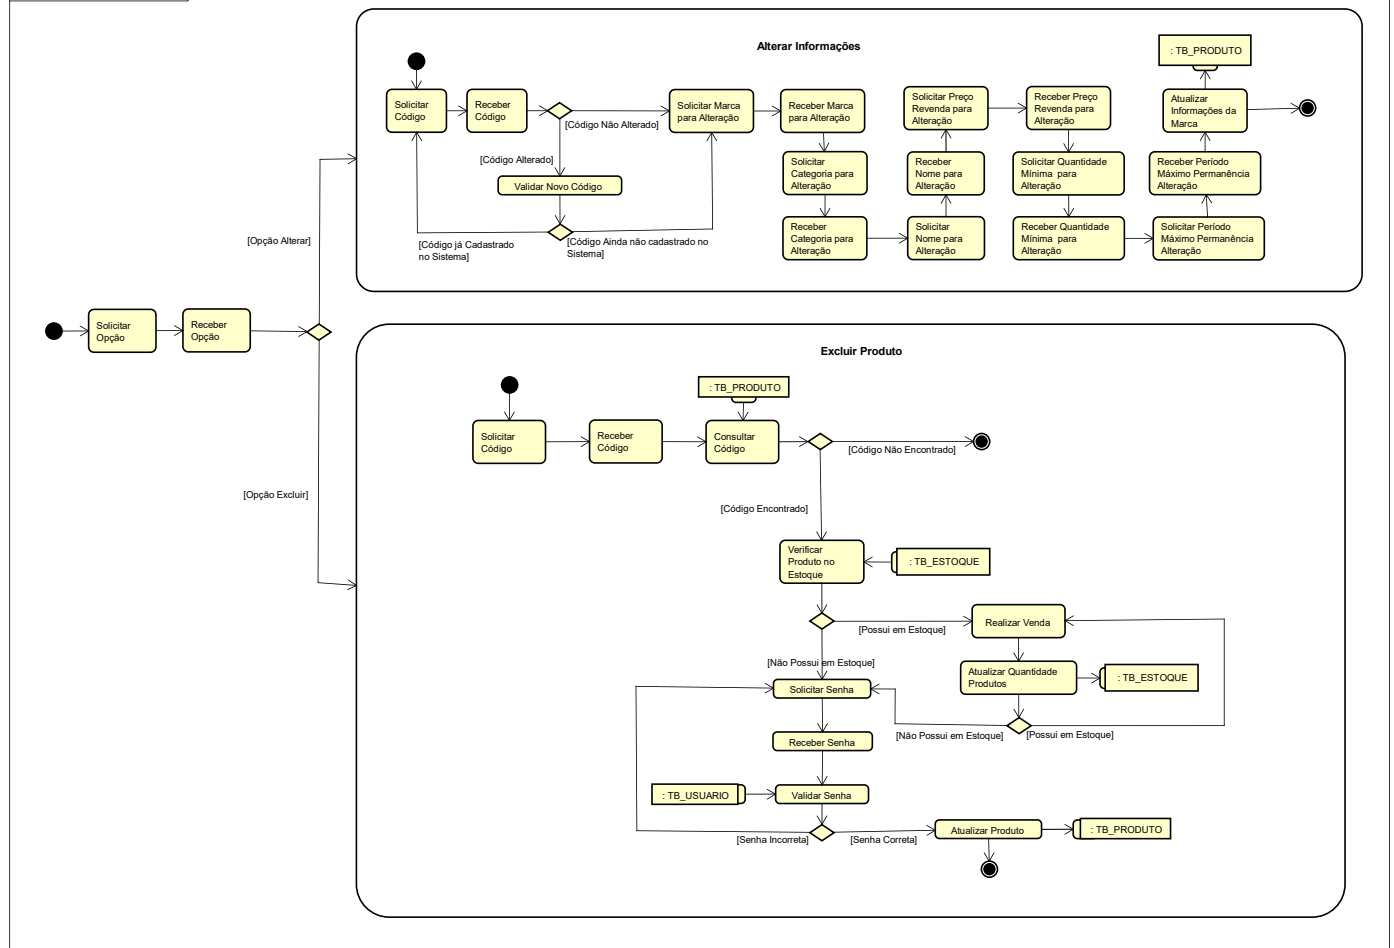 Alterar Informações
: TB_PRODUTO
Solicitar
Código
Receber
Código
[Código Não Alterado]
[Código Alterado]
Validar Novo Código
[Código já Cadastrado
no Sistema]
[Código Ainda não cadastrado no
Sistema]
Solicitar Marca
para Alteração
Receber Marca
para Alteração
Solicitar
Categoria para
Alteração
Receber
Categoria para
Alteração
Solicitar
Nome para
Alteração
Receber
Nome para
Alteração
Solicitar Preço
Revenda para
Alteração
Receber Preço
Revenda para
Alteração
Solicitar Quantidade
Mínima para
Alteração
Receber Quantidade
Mínima para
Alteração
Solicitar Período
Máximo Permanência
Alteração
Receber Período
Máximo Permanência
Alteração
Atualizar
Informações da
Marca
[Opção Alterar]
Solicitar
Opção
Receber
Opção
[Opção Excluir]
Excluir Produto
: TB_PRODUTO
Solicitar
Código
Receber
Código
Consultar
Código
[Código Não Encontrado]
[Código Encontrado]
Verificar
Produto no
Estoque
: TB_ESTOQUE
[Possui em Estoque]
Realizar Venda
[Não Possui em Estoque]
Atualizar Quantidade
Produtos
: TB_ESTOQUE
Solicitar Senha
[Não Possui em Estoque]
[Possui em Estoque]
Receber Senha
: TB_USUARIO
Validar Senha
[Senha Incorreta]
[Senha Correta]
Atualizar Produto
: TB_PRODUTO